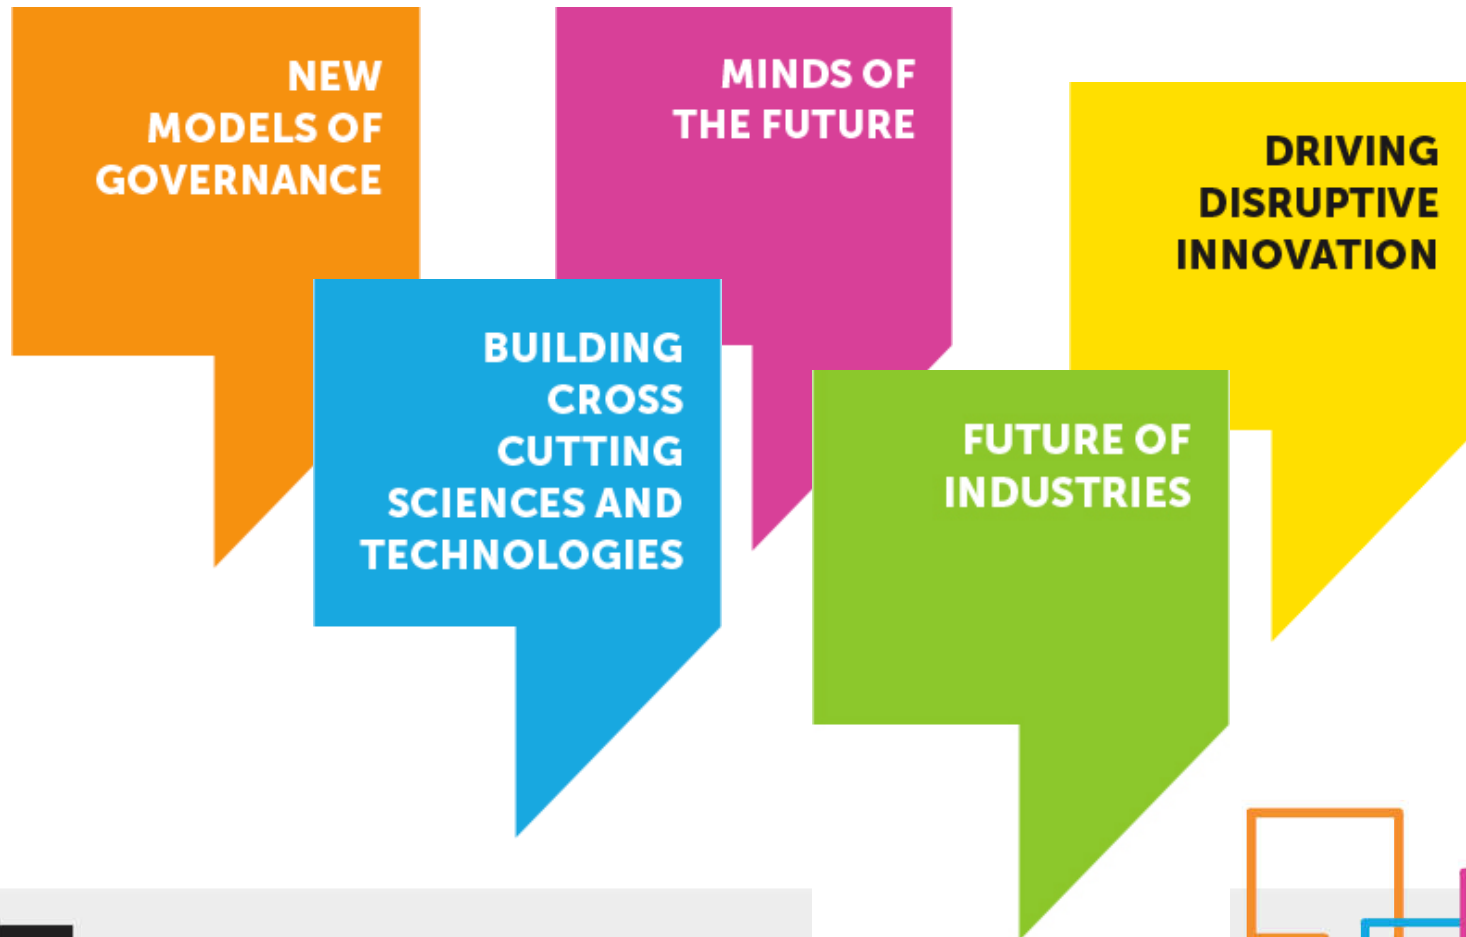 NEW
MODELS OF
GOVERNANCE
MINDS OF
THE FUTURE
DRIVING
DISRUPTIVE
INNOVATION
BUILDING
CROSS
CUTTING
SCIENCES AND
TECHNOLOGIES
FUTURE OF
INDUSTRIES